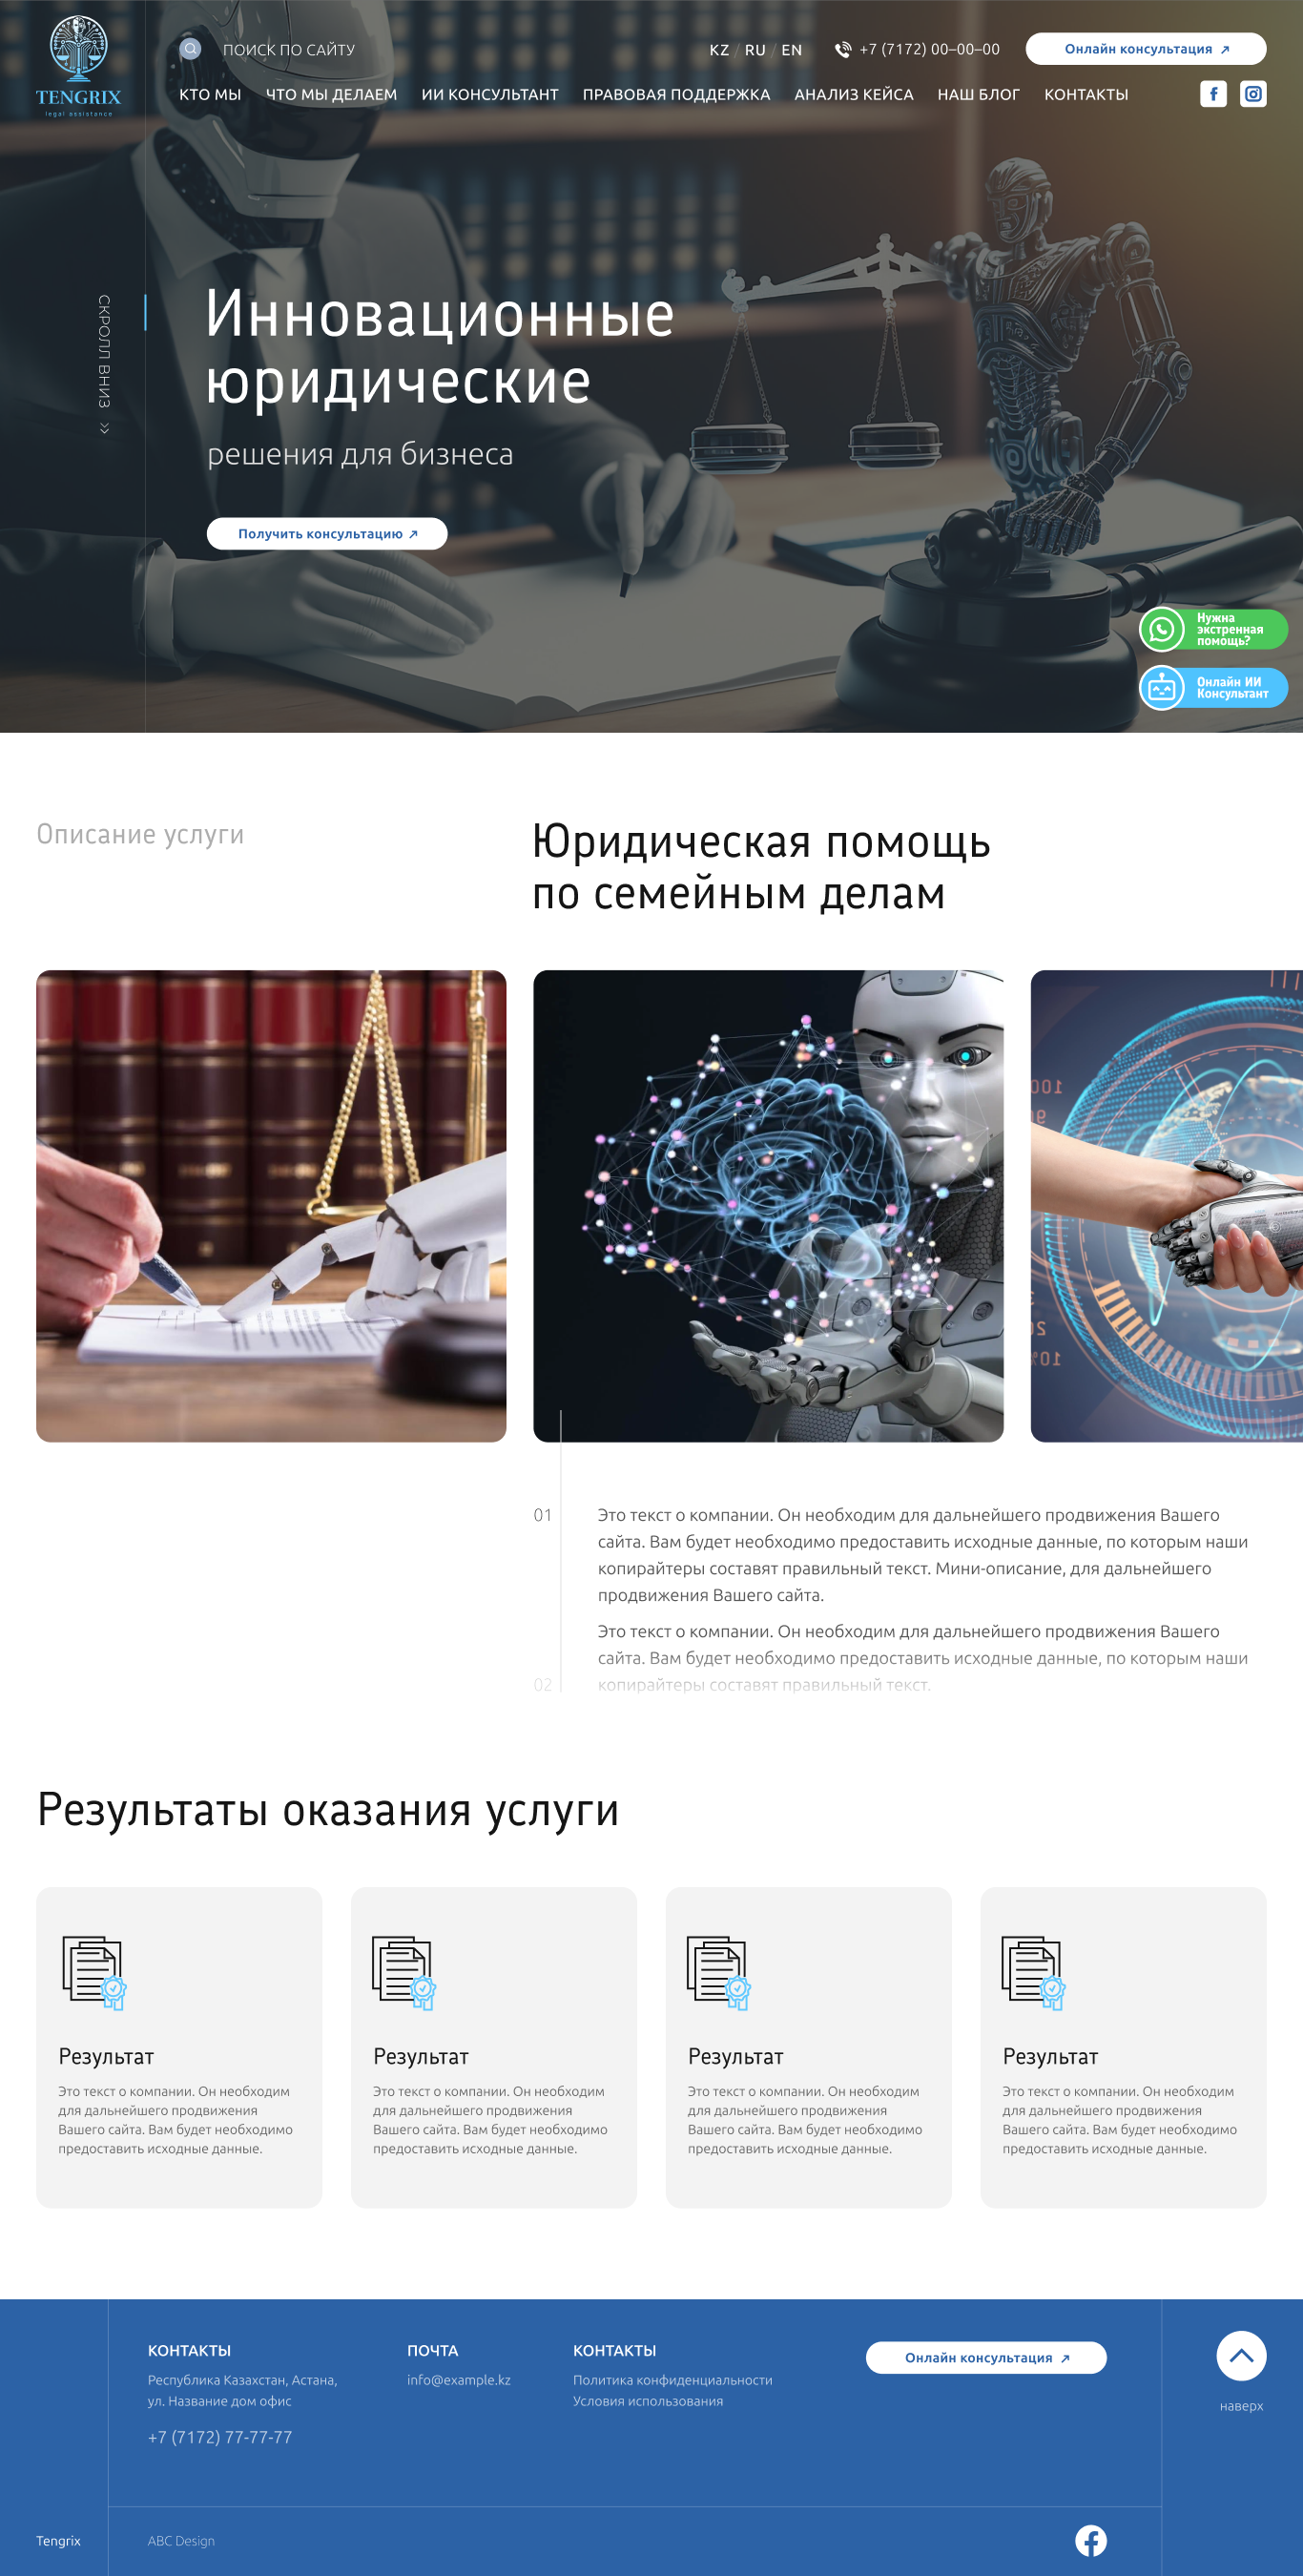 TENGRIX
legal assistance
ПОИСК ПО САЙТУ
KZ / RU / EN
+7 (7172) 00–00–00
Онлайн консультация
КТО МЫ
ЧТО МЫ ДЕЛАЕМ
ИИ КОНСУЛЬТАНТ
ПРАВОВАЯ ПОДДЕРЖКА
АНАЛИЗ КЕЙСА
НАШ БЛОГ
КОНТАКТЫ
СКРОЛЛ ВНИЗ
Инновационные
юридические
решения для бизнеса
Получить консультацию
Нужна
экстренная
помощь?
Онлайн ИИ
Консультант
Описание услуги
Юридическая помощь
по семейным делам
01
Это текст о компании. Он необходим для дальнейшего продвижения Вашего
сайта. Вам будет необходимо предоставить исходные данные, по которым наши
копирайтеры составят правильный текст. Мини-описание, для дальнейшего
продвижения Вашего сайта.
Это текст о компании. Он необходим для дальнейшего продвижения Вашего
сайта. Вам будет необходимо предоставить исходные данные, по которым наши
02
копирайтеры составят правильный текст.
Результаты оказания услуги
Результат
Это текст о компании. Он необходим
для дальнейшего продвижения
Вашего сайта. Вам будет необходимо
предоставить исходные данные.
Результат
Это текст о компании. Он необходим
для дальнейшего продвижения
Вашего сайта. Вам будет необходимо
предоставить исходные данные.
Результат
Это текст о компании. Он необходим
для дальнейшего продвижения
Вашего сайта. Вам будет необходимо
предоставить исходные данные.
Результат
Это текст о компании. Он необходим
для дальнейшего продвижения
Вашего сайта. Вам будет необходимо
предоставить исходные данные.
КОНТАКТЫ
Республика Казахстан, Астана,
ул. Название дом офис
+7 (7172) 77-77-77
ПОЧТА
info@example.kz
КОНТАКТЫ
Политика конфиденциальности
Условия использования
Онлайн консультация
наверх
Tengrix
ABC Design